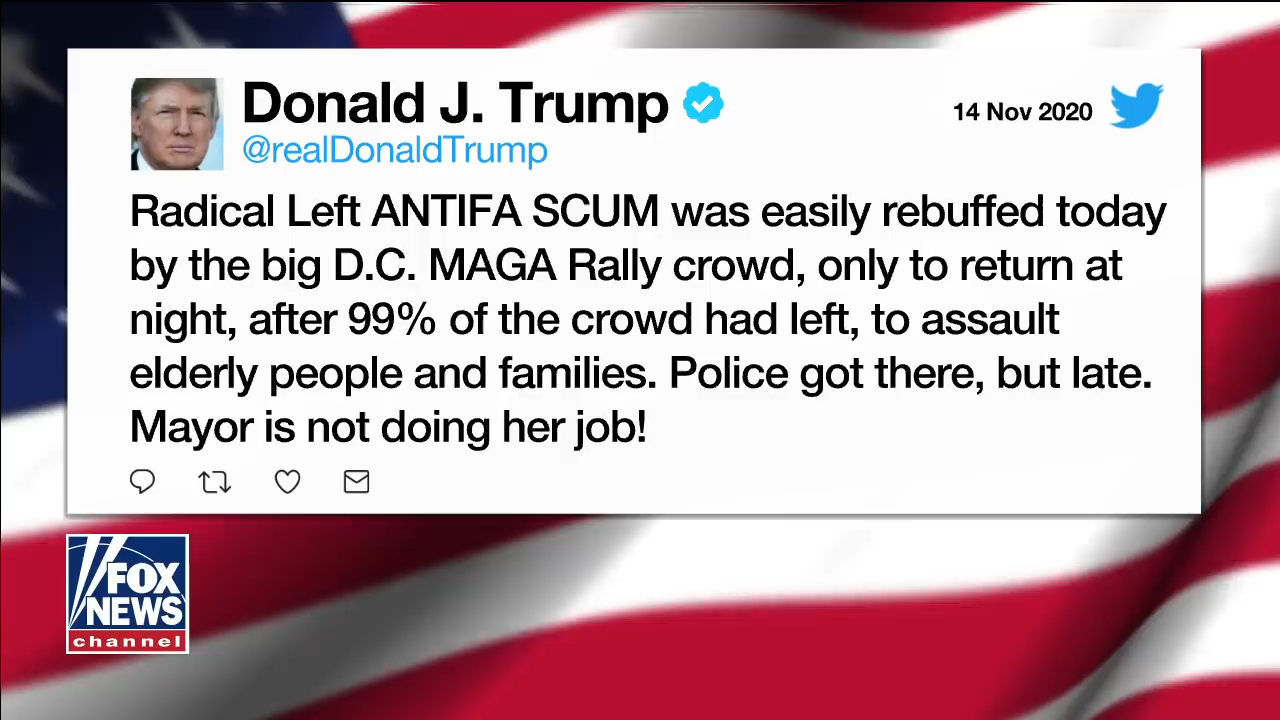 Donald J. Trump
14 Nov 2020
@realDonaldTrump
Radical Left ANTIFA SCUM was easily rebuffed today
by the big D.C. MAGA Rally crowd, only to return at
night, after 99% of the crowd had left, to assault
elderly people and families. Police got there, but late.
Mayor is not doing her job!
FOX
NEWS
channel